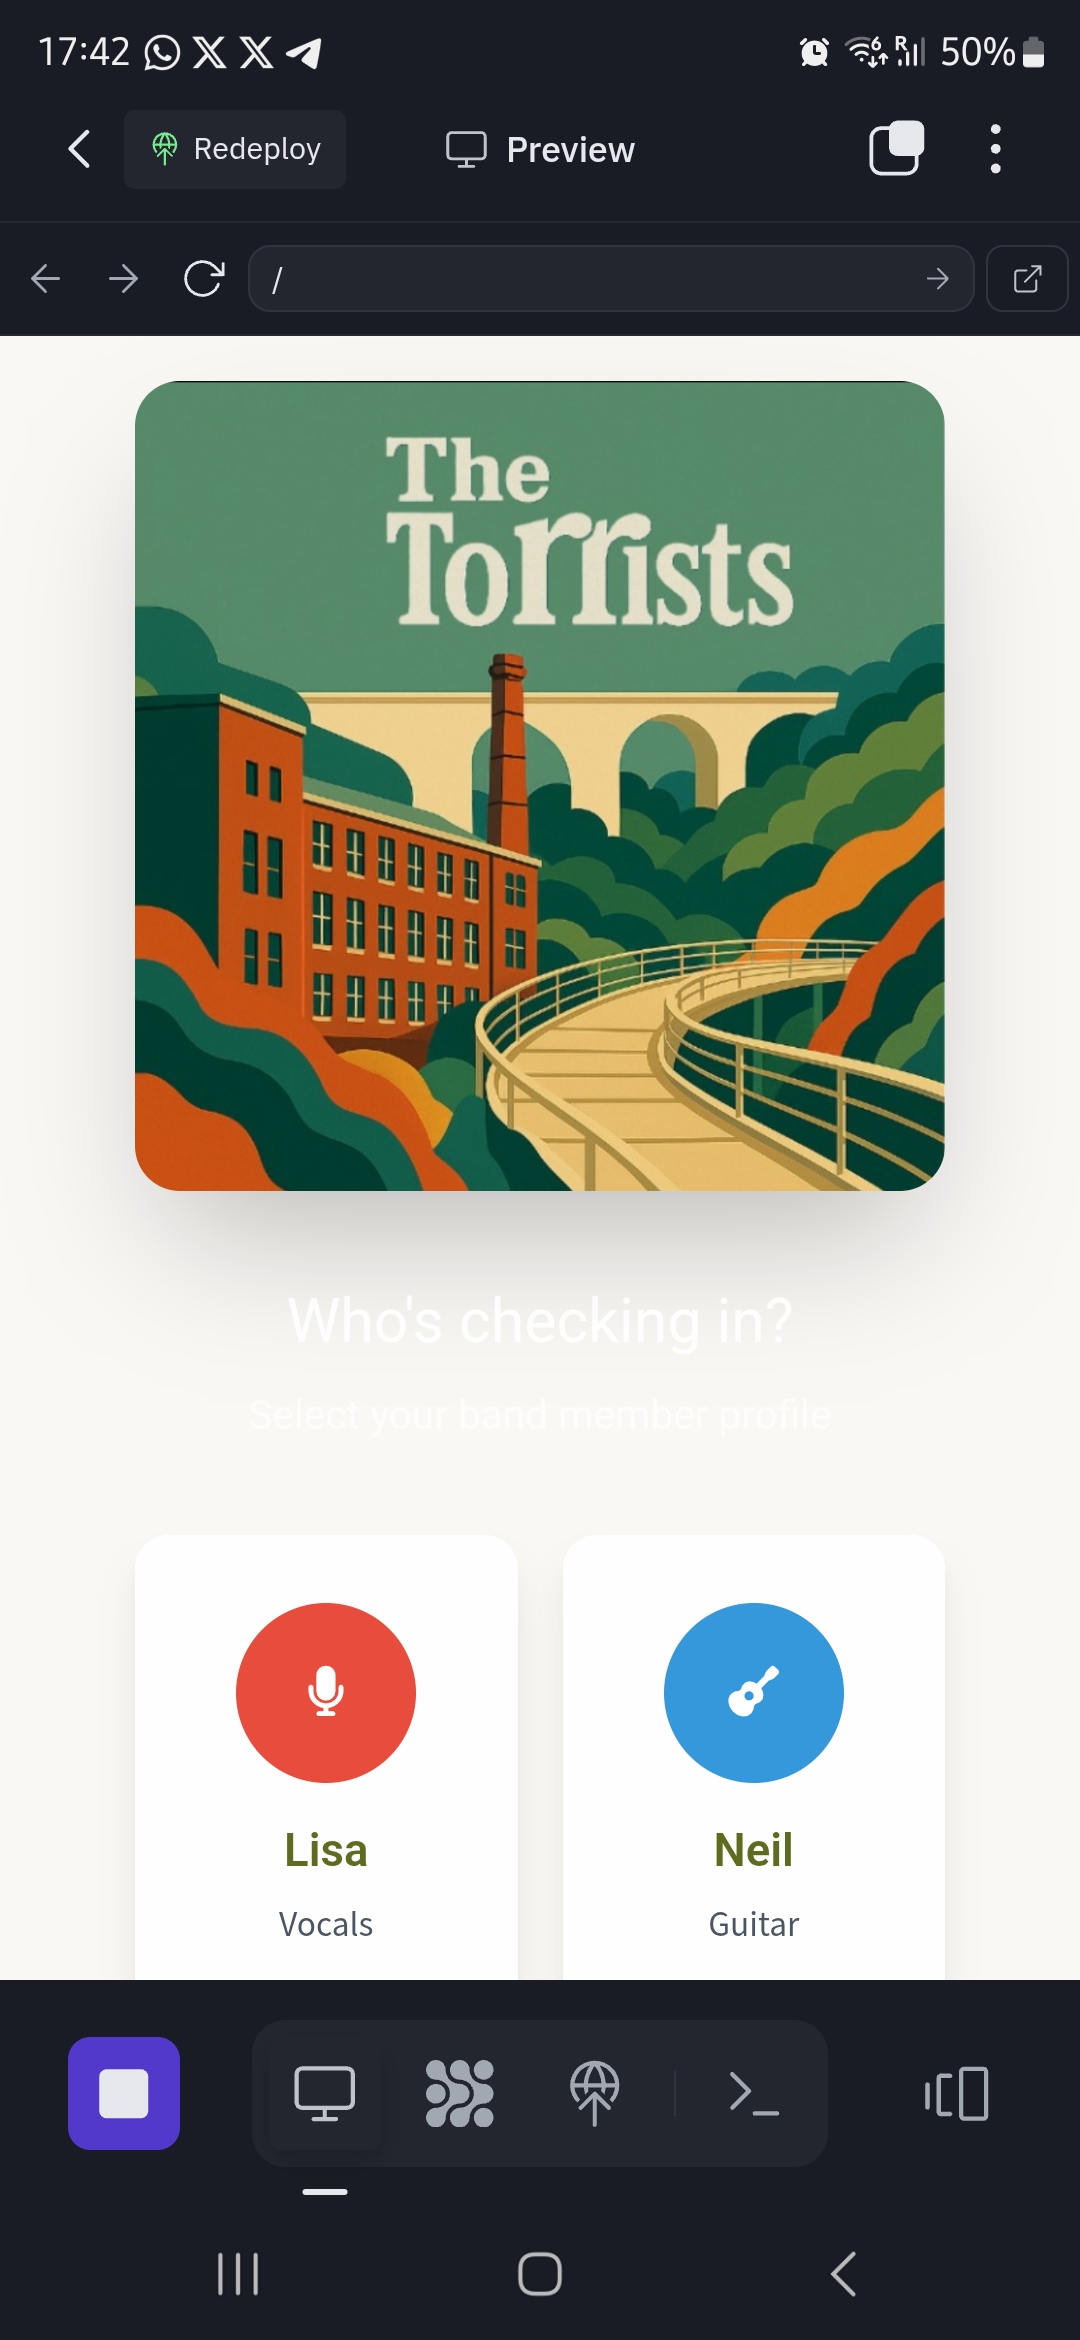 17:42
50%
Redeploy
Preview
/
The
Torrists
Who's checking in?
Select your band member profile
Lisa
Neil
Vocals
Guitar